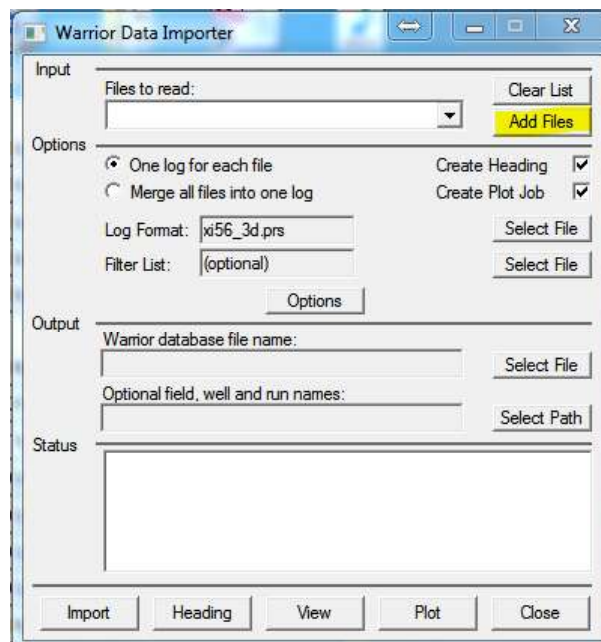 Warrior Data Importer
Input
Files to read:
Clear List
Add Files
Options
One log for each file
Create Heading
Merge all files into one log
Create Plot Job
Log Format: xi56_3d.prs
Select File
Filter List: (optional)
Select File
Options
Output
Warrior database file name:
Select File
Optional field, well and run names:
Select Path
Status
Import Heading View Plot Close